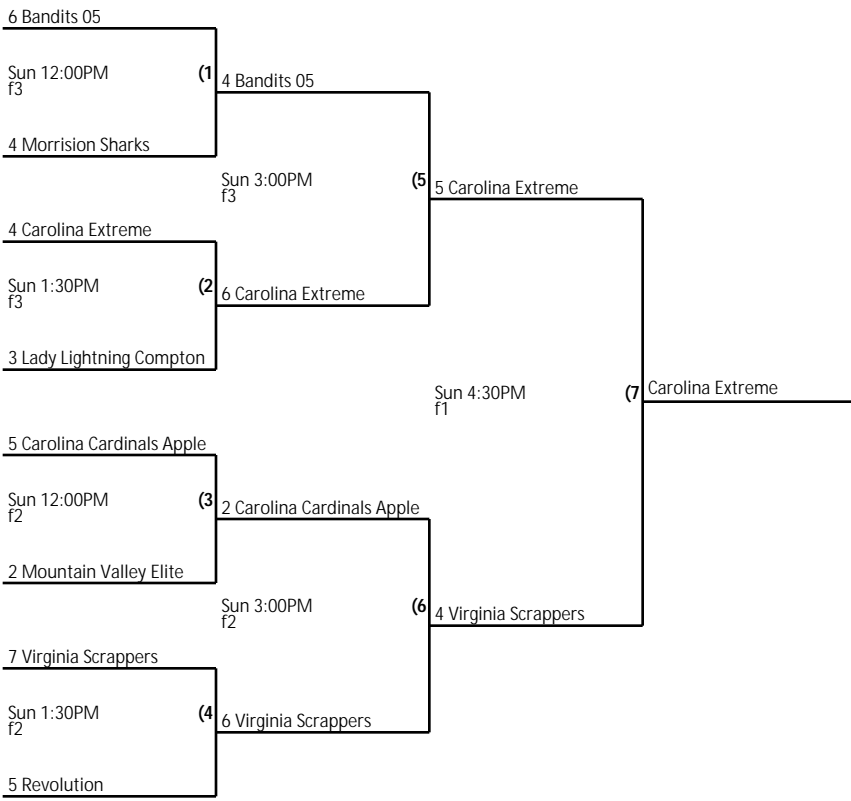 6 Bandits 05
Sun 12:00PM
f3
(1
4 Bandits 05
4 Morrision Sharks
Sun 3:00PM
f3
(5
5 Carolina Extreme
4 Carolina Extreme
Sun 1:30PM
f3
(2
6 Carolina Extreme
3 Lady Lightning Compton
Sun 4:30PM
f1
(7
Carolina Extreme
5 Carolina Cardinals Apple
Sun 12:00PM
f2
(3
2 Carolina Cardinals Apple
2 Mountain Valley Elite
Sun 3:00PM
f2
(6
4 Virginia Scrappers
7 Virginia Scrappers
Sun 1:30PM
f2
(4
6 Virginia Scrappers
5 Revolution